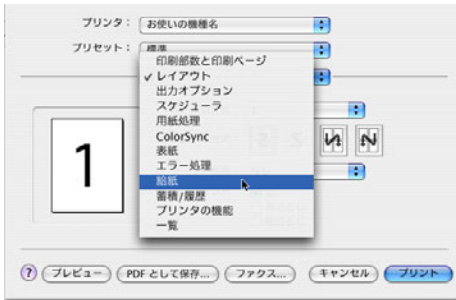 プリンタ： お使いの機種名
プリセット： 標準
印刷部数と印刷ページ
✓ レイアウト
出力オプション
スケジューラ
用紙処理
ColorSync
表紙
エラー処理
給紙
蓄積/履歴
プリンタの機能
一覧
1
? プレビュー PDF として保存... ファクス... キャンセル プリント